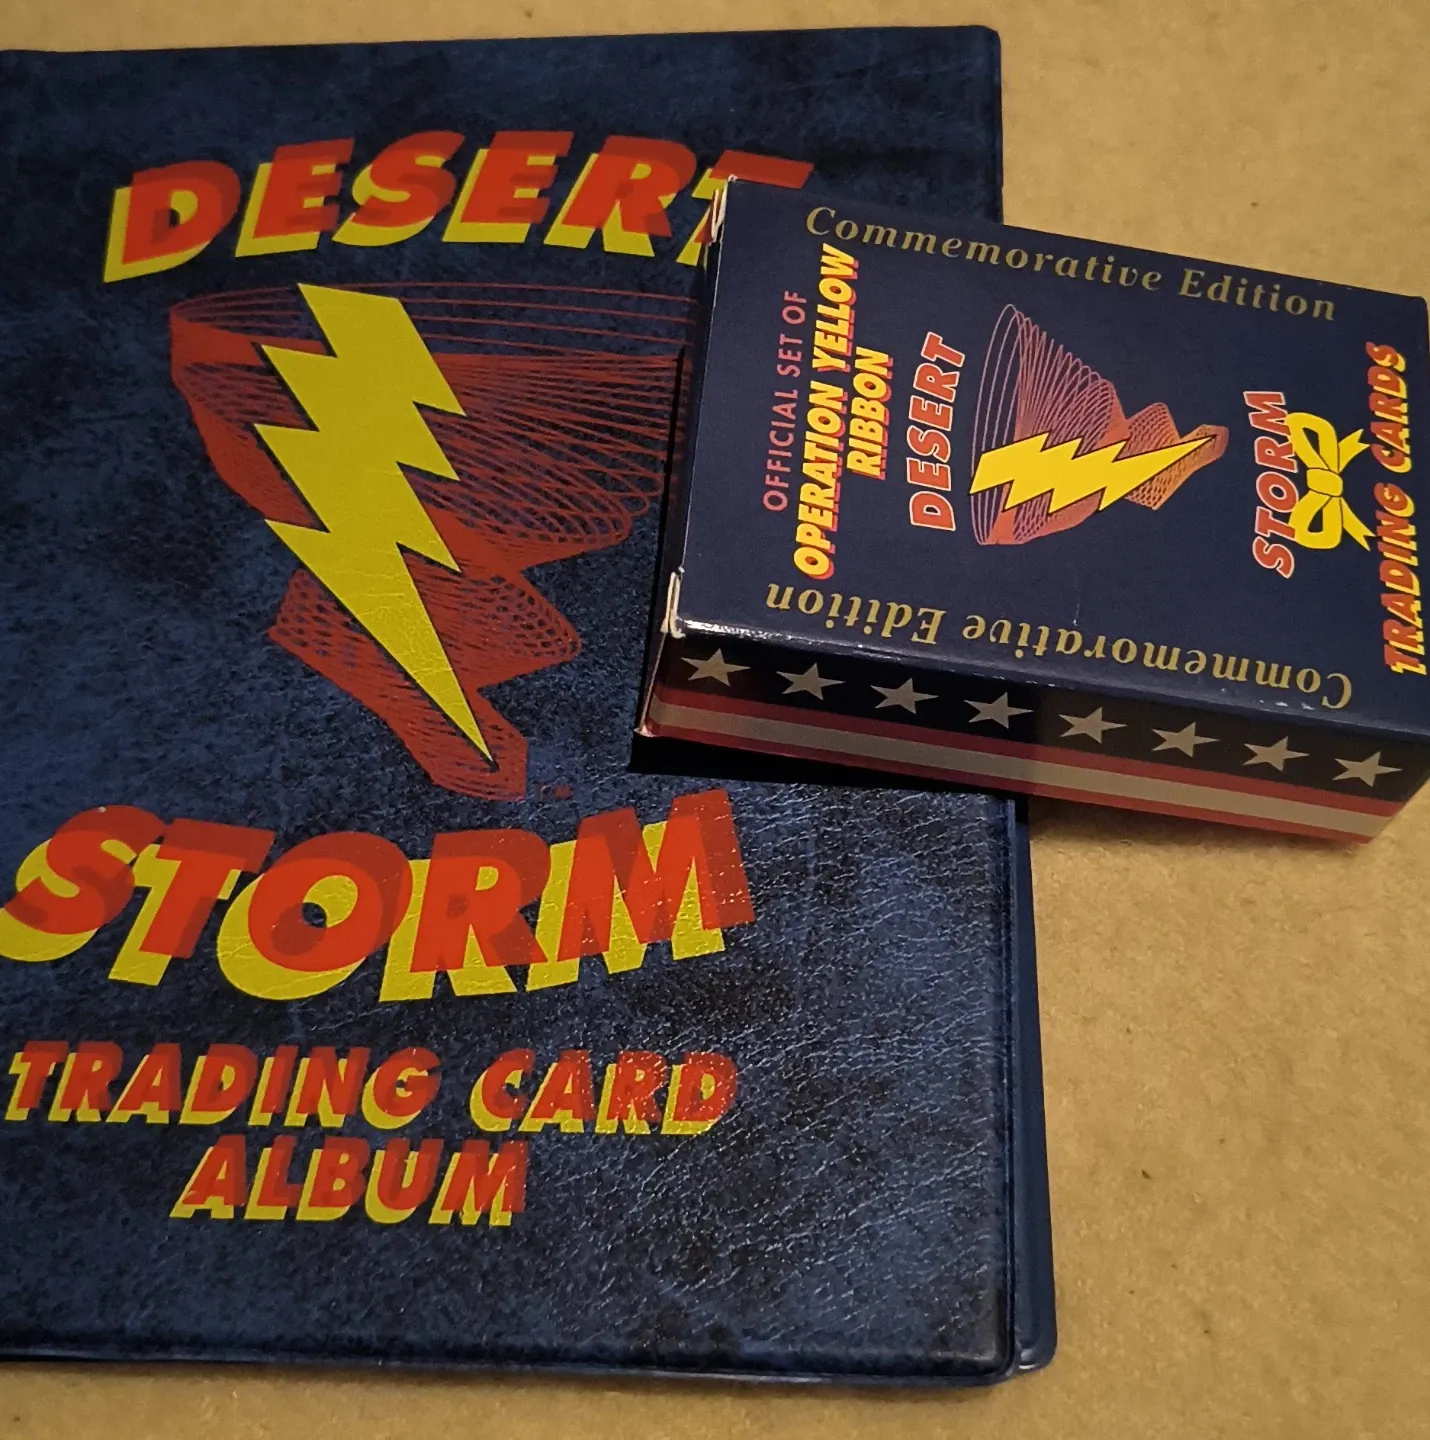 DESERT
STORM
TRADING CARD
ALBUM
Commemorative Edition
OFFICIAL SET OF
OPERATION YELLOW
RIBBON
DESERT
STORM
TRADING CARDS
Commemorative Edition